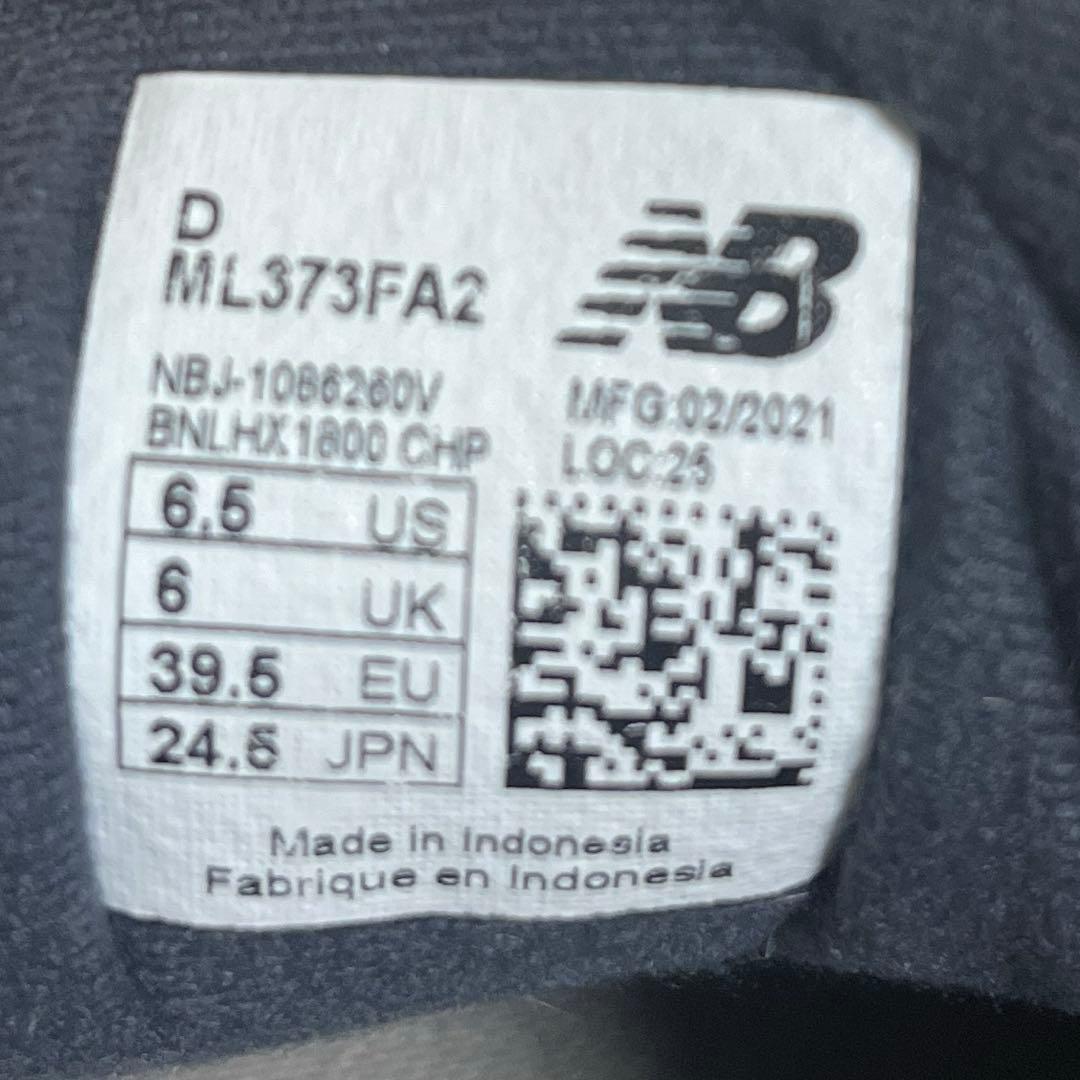 D
ML373FA2
NB
NBJ-1086260V
BNLHX1800 CHP
MFG:02/2021
LOC:25
6.5 US
6 UK
39.5 EU
24.5 JPN
Made in Indonesia
Fabrique en Indonesia